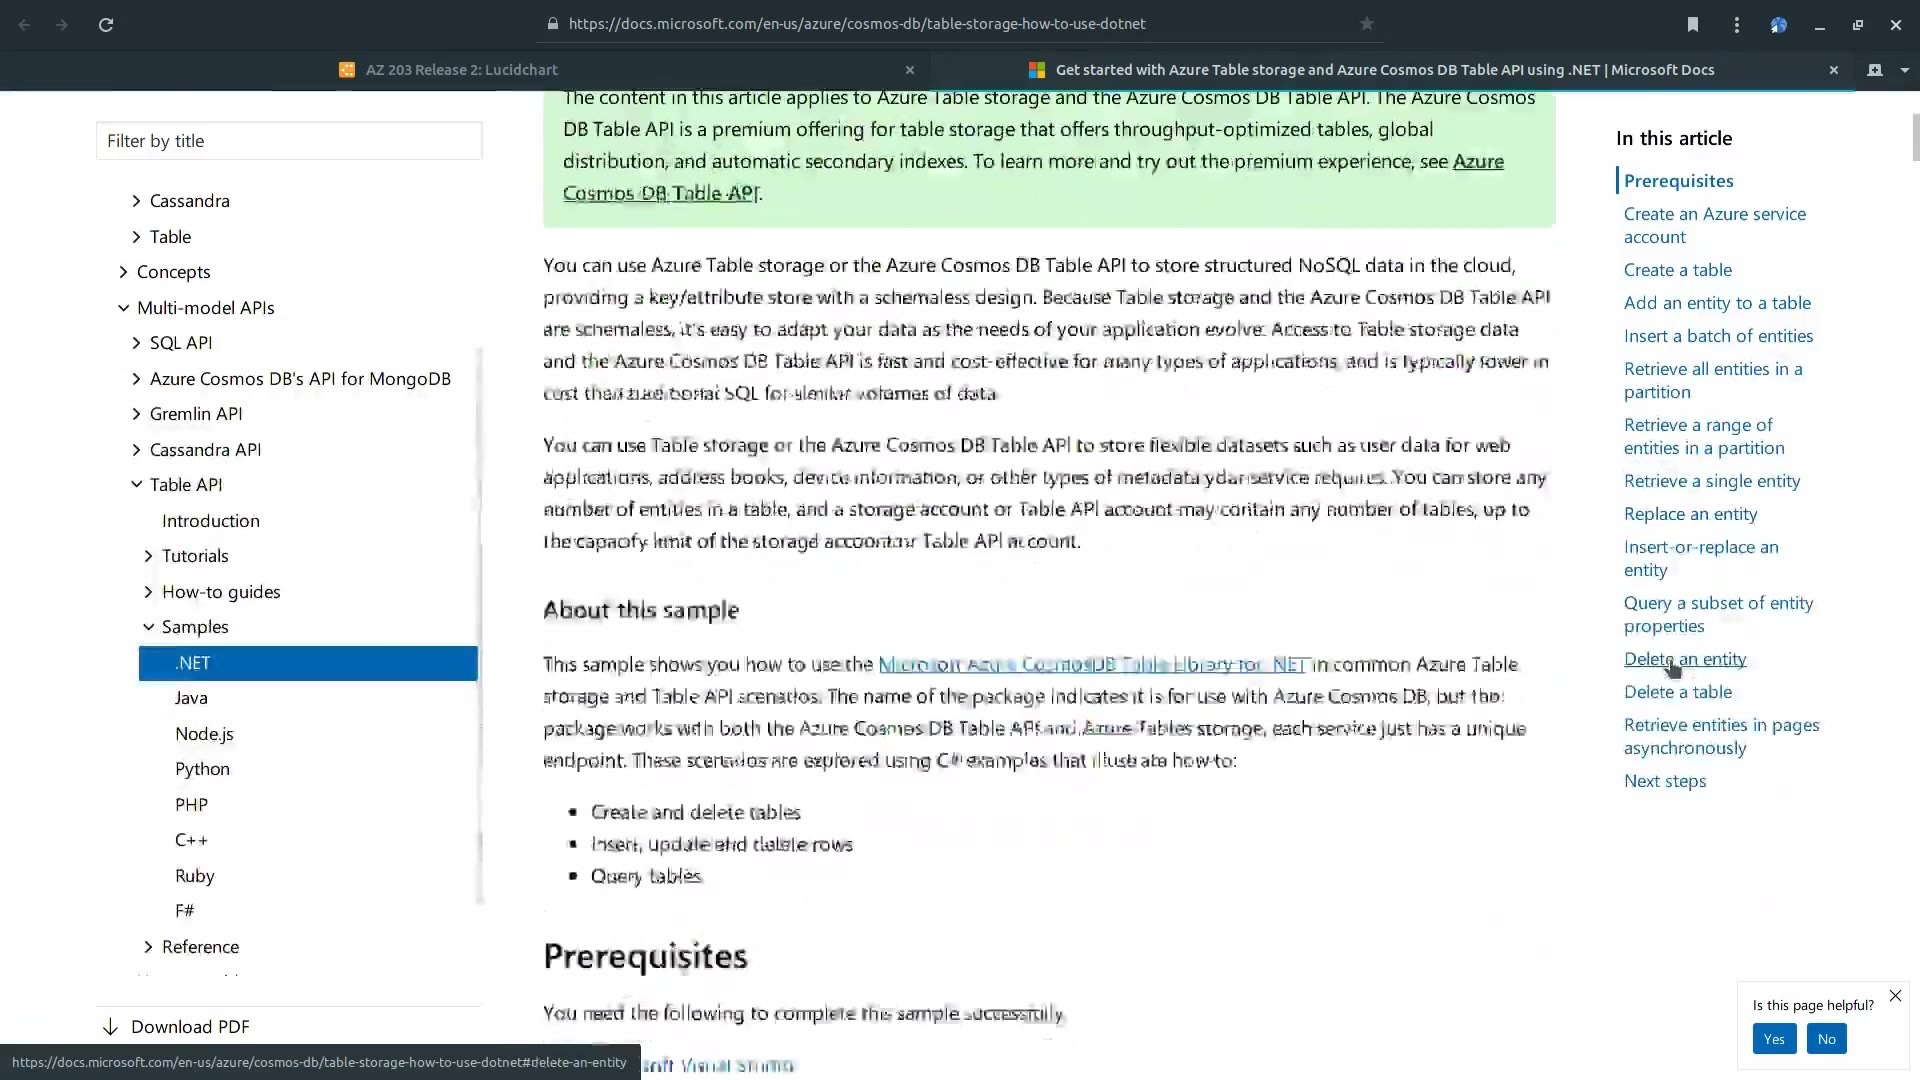 https://docs.microsoft.com/en-us/azure/cosmos-db/table-storage-how-to-use-dotnet
AZ 203 Release 2: Lucidchart
Get started with Azure Table storage and Azure Cosmos DB Table API using .NET | Microsoft Docs
Filter by title
Cassandra
Table
Concepts
Multi-model APIs
SQL API
Azure Cosmos DB's API for MongoDB
Gremlin API
Cassandra API
Table API
Introduction
Tutorials
How-to guides
Samples
.NET
Java
Node.js
Python
PHP
C++
Ruby
F#
Reference
Download PDF
The content in this article applies to Azure Table storage and the Azure Cosmos DB Table API. The Azure Cosmos
DB Table API is a premium offering for table storage that offers throughput-optimized tables, global
distribution, and automatic secondary indexes. To learn more and try out the premium experience, see Azure
Cosmos DB Table API.
You can use Azure Table storage or the Azure Cosmos DB Table API to store structured NoSQL data in the cloud,
providing a key/attribute store with a schemaless design. Because Table storage and the Azure Cosmos DB Table API
are schemaless, it's easy to adapt your data as the needs of your application evolve. Access to Table storage data
and the Azure Cosmos DB Table API is fast and cost-effective for many types of applications, and is typically lower in
cost than traditional SQL for similar volumes of data
You can use Table storage or the Azure Cosmos DB Table API to store flexible datasets such as user data for web
applications, address books, device information, or other types of metadata your service requires. You can store any
number of entities in a table, and a storage account or Table API account may contain any number of tables, up to
the capacity limit of the storage account or Table API account.
About this sample
This sample shows you how to use the Microsoft Azure CosmosDB Table Library for .NET in common Azure Table
storage and Table API scenarios. The name of the package indicates it is for use with Azure Cosmos DB, but the
package works with both the Azure Cosmos DB Table API and Azure Tables storage, each service just has a unique
endpoint. These scenarios are explored using C# examples that illustrate how to:
Create and delete tables
Insert, update and delete rows
Query tables
Prerequisites
You need the following to complete this sample successfully
soft Visual Studio
In this article
Prerequisites
Create an Azure service
account
Create a table
Add an entity to a table
Insert a batch of entities
Retrieve all entities in a
partition
Retrieve a range of
entities in a partition
Retrieve a single entity
Replace an entity
Insert-or-replace an
entity
Query a subset of entity
properties
Delete an entity
Delete a table
Retrieve entities in pages
asynchronously
Next steps
Is this page helpful?
Yes
No
https://docs.microsoft.com/en-us/azure/cosmos-db/table-storage-how-to-use-dotnet#delete-an-entity